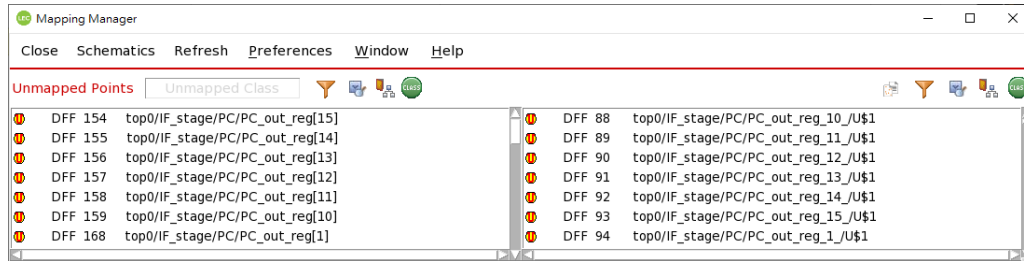 LEC Mapping Manager
Close Schematics Refresh Preferences Window Help
Unmapped Points Unmapped Class CLASS CLASS
DFF 154 top0/IF_stage/PC/PC_out_reg[15]
DFF 155 top0/IF_stage/PC/PC_out_reg[14]
DFF 156 top0/IF_stage/PC/PC_out_reg[13]
DFF 157 top0/IF_stage/PC/PC_out_reg[12]
DFF 158 top0/IF_stage/PC/PC_out_reg[11]
DFF 159 top0/IF_stage/PC/PC_out_reg[10]
DFF 168 top0/IF_stage/PC/PC_out_reg[1]
DFF 88 top0/IF_stage/PC/PC_out_reg_10_/U$1
DFF 89 top0/IF_stage/PC/PC_out_reg_11_/U$1
DFF 90 top0/IF_stage/PC/PC_out_reg_12_/U$1
DFF 91 top0/IF_stage/PC/PC_out_reg_13_/U$1
DFF 92 top0/IF_stage/PC/PC_out_reg_14_/U$1
DFF 93 top0/IF_stage/PC/PC_out_reg_15_/U$1
DFF 94 top0/IF_stage/PC/PC_out_reg_1_/U$1